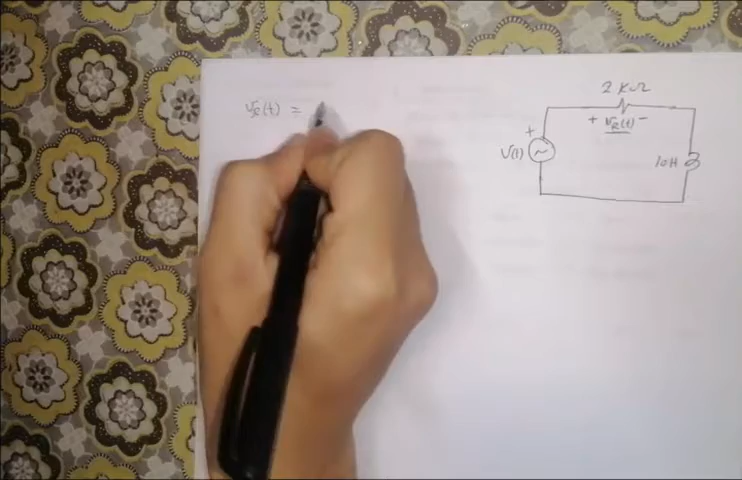 v_R(t) =
2 KΩ
+ v_R(t) -
+
V(t)
10H